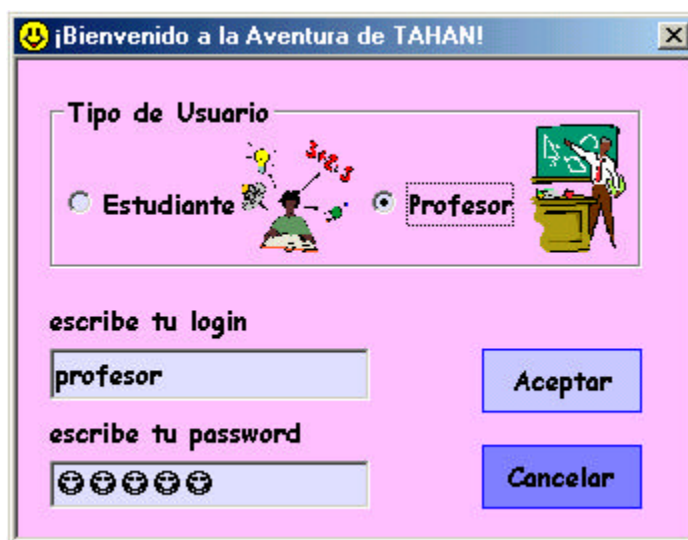 ¡Bienvenido a la Aventura de TAHAN!
Tipo de Usuario
Estudiante
Profesor
escribe tu login
profesor
Aceptar
escribe tu password
Cancelar